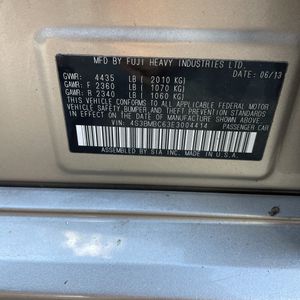 MFD BY FUJI HEAVY INDUSTRIES LTD.
GVWR: 4435 LB ( 2010 KG) DATE: 06/13
GAWR: F 2360 LB ( 1070 KG)
GAWR: R 2340 LB ( 1060 KG)
THIS VEHICLE CONFORMS TO ALL APPLICABLE FEDERAL MOTOR
VEHICLE SAFETY, BUMPER, AND THEFT PREVENTION STANDARDS
IN EFFECT ON THE DATE OF MANUFACTURE SHOWN ABOVE.
VIN: 4S3BMBC63E3004414 PASSENGER CAR
ASSEMBLED BY SIA, INC. IN U.S.A.